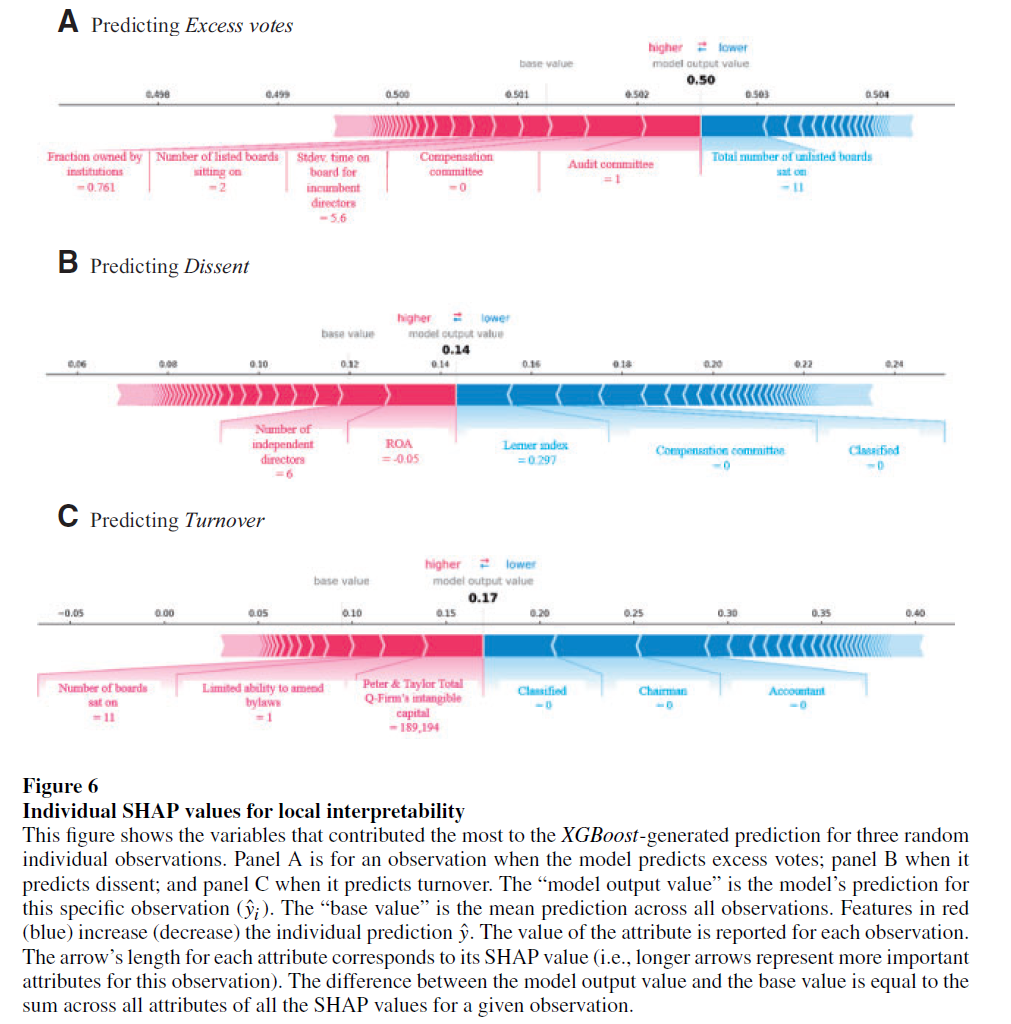 A Predicting Excess votes
higher ⇄ lower
base value model output value
0.50
0.498 0.499 0.500 0.501 0.502 0.503 0.504
Fraction owned by institutions = 0.761
Number of listed boards sitting on = 2
Stdev. time on board for incumbent directors = 5.6
Compensation committee = 0
Audit committee = 1
Total number of unlisted boards sat on = 11
B Predicting Dissent
higher ⇄ lower
base value model output value
0.14
0.06 0.08 0.10 0.12 0.14 0.16 0.18 0.20 0.22 0.24
Number of independent directors = 6
ROA = -0.05
Lerner index = 0.297
Compensation committee = 0
Classified = 0
C Predicting Turnover
higher ⇄ lower
base value model output value
0.17
−0.05 0.00 0.05 0.10 0.15 0.20 0.25 0.30 0.35 0.40
Number of boards sat on = 11
Limited ability to amend bylaws = 1
Peter & Taylor Total Q-Firm's intangible capital = 189,194
Classified = 0
Chairman = 0
Accountant = 0
Figure 6
Individual SHAP values for local interpretability
This figure shows the variables that contributed the most to the XGBoost-generated prediction for three random
individual observations. Panel A is for an observation when the model predicts excess votes; panel B when it
predicts dissent; and panel C when it predicts turnover. The “model output value” is the model’s prediction for
this specific observation (ŷᵢ). The “base value” is the mean prediction across all observations. Features in red
(blue) increase (decrease) the individual prediction ŷ. The value of the attribute is reported for each observation.
The arrow’s length for each attribute corresponds to its SHAP value (i.e., longer arrows represent more important
attributes for this observation). The difference between the model output value and the base value is equal to the
sum across all attributes of all the SHAP values for a given observation.